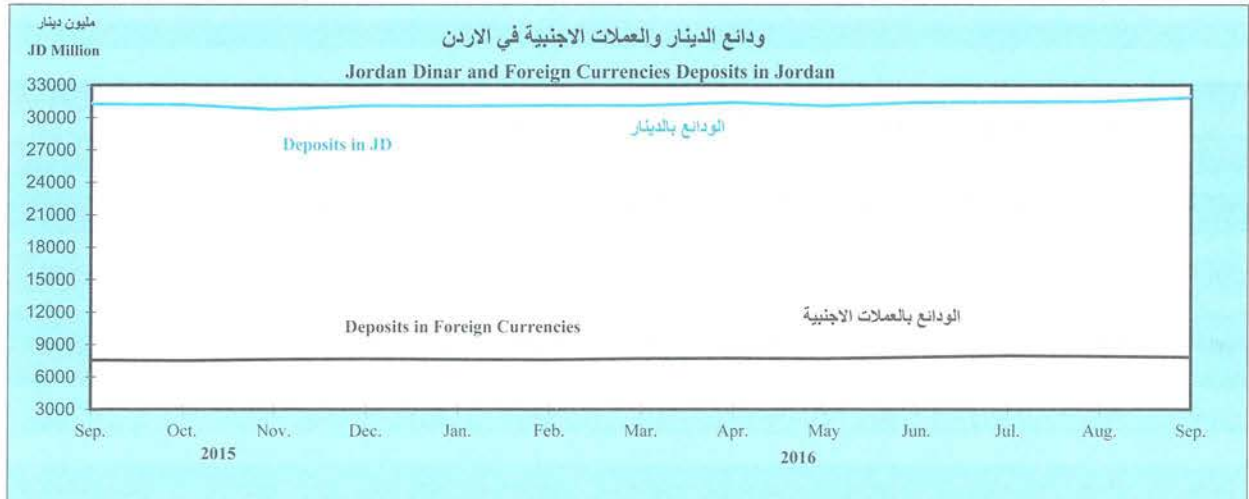 مليون دينار
JD Million
ودائع الدينار والعملات الاجنبية في الاردن
Jordan Dinar and Foreign Currencies Deposits in Jordan
33000
30000
27000
24000
21000
18000
15000
12000
9000
6000
3000
Deposits in JD
الودائع بالدينار
Deposits in Foreign Currencies
الودائع بالعملات الاجنبية
Sep. Oct. Nov. Dec. Jan. Feb. Mar. Apr. May Jun. Jul. Aug. Sep.
2015 2016